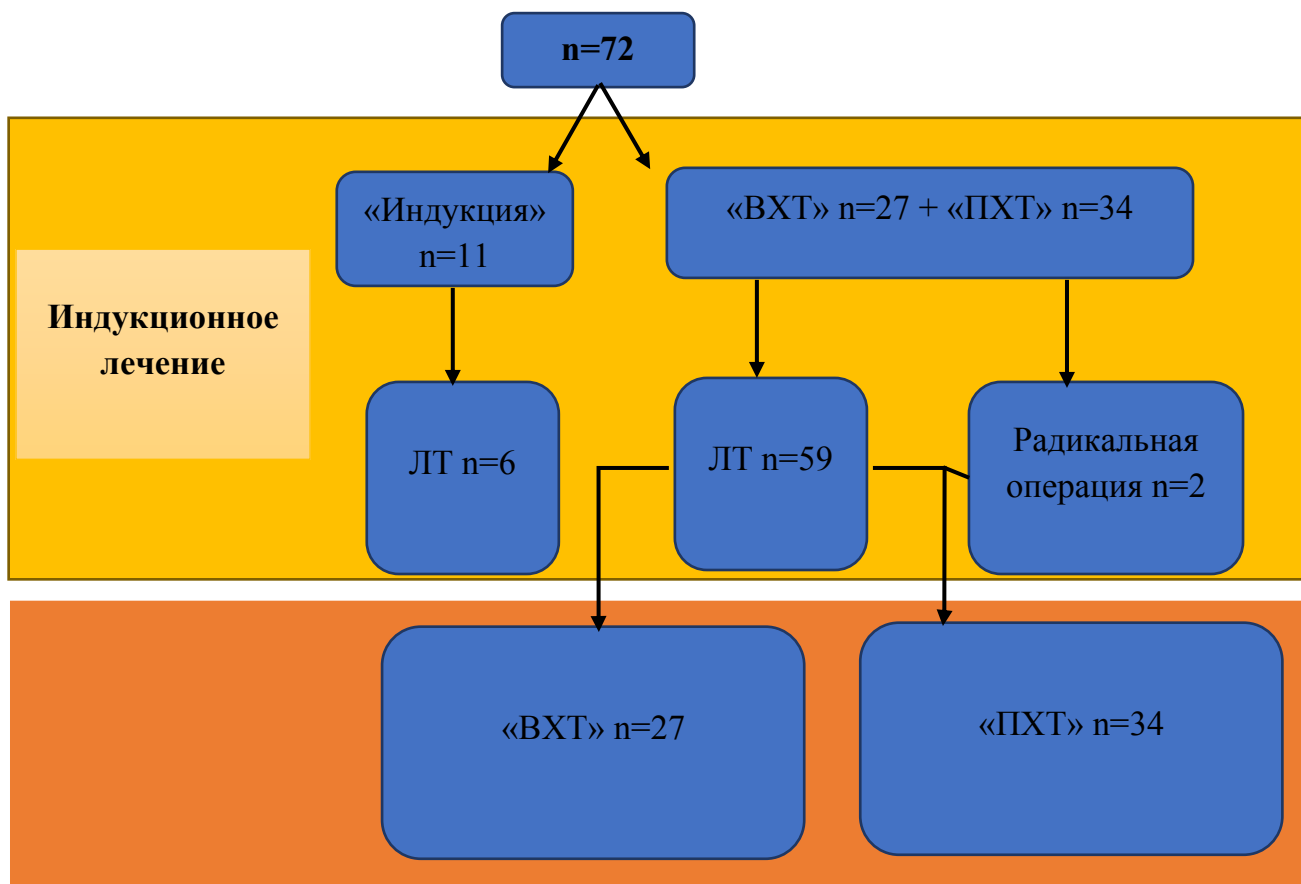 n=72
«Индукция»
n=11
«ВХТ» n=27 + «ПХТ» n=34
Индукционное
лечение
ЛТ n=6
ЛТ n=59
Радикальная
операция n=2
«ВХТ» n=27
«ПХТ» n=34